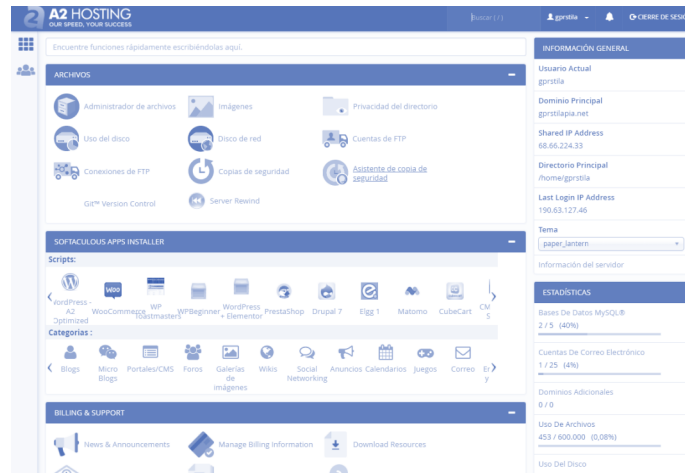 A2 HOSTING
OUR SPEED, YOUR SUCCESS
Buscar ( / )
gprstila
CIERRE DE SESI
Encuentre funciones rápidamente escribiéndolas aquí.
ARCHIVOS
Administrador de archivos
Imágenes
Privacidad del directorio
Uso del disco
Disco de red
Cuentas de FTP
Conexiones de FTP
Copias de seguridad
Asistente de copia de
seguridad
Git™ Version Control
Server Rewind
SOFTACULOUS APPS INSTALLER
Scripts:
WordPress - A2 Optimized
WooCommerce
WP Toastmasters
WPBeginner
WordPress + Elementor
PrestaShop
Drupal 7
Elgg 1
Matomo
CubeCart
CM
S
Categorias :
Blogs
Micro Blogs
Portales/CMS
Foros
Galerías de imágenes
Wikis
Social Networking
Anuncios
Calendarios
Juegos
Correo
Er
y
BILLING & SUPPORT
News & Announcements
Manage Billing Information
Download Resources
INFORMACIÓN GENERAL
Usuario Actual
gprstila
Dominio Principal
gprstilapia.net
Shared IP Address
68.66.224.33
Directorio Principal
/home/gprstila
Last Login IP Address
190.63.127.46
Tema
paper_lantern
Información del servidor
ESTADÍSTICAS
Bases De Datos MySQL®
2 / 5 (40%)
Cuentas De Correo Electrónico
1 / 25 (4%)
Dominios Adicionales
0 / 0
Uso De Archivos
453 / 600.000 (0,08%)
Uso Del Disco